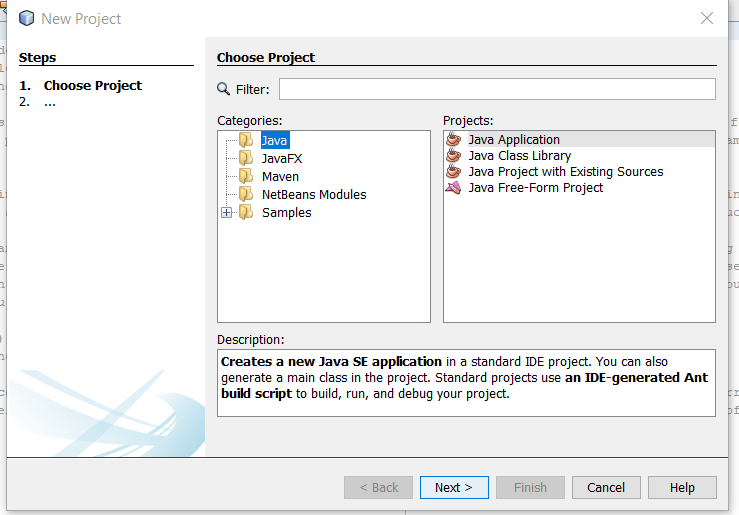 New Project
Steps
1. Choose Project
2. ...
Choose Project
Filter:
Categories:
Java
JavaFX
Maven
NetBeans Modules
Samples
Projects:
Java Application
Java Class Library
Java Project with Existing Sources
Java Free-Form Project
Description:
Creates a new Java SE application in a standard IDE project. You can also
generate a main class in the project. Standard projects use an IDE-generated Ant
build script to build, run, and debug your project.
< Back
Next >
Finish
Cancel
Help